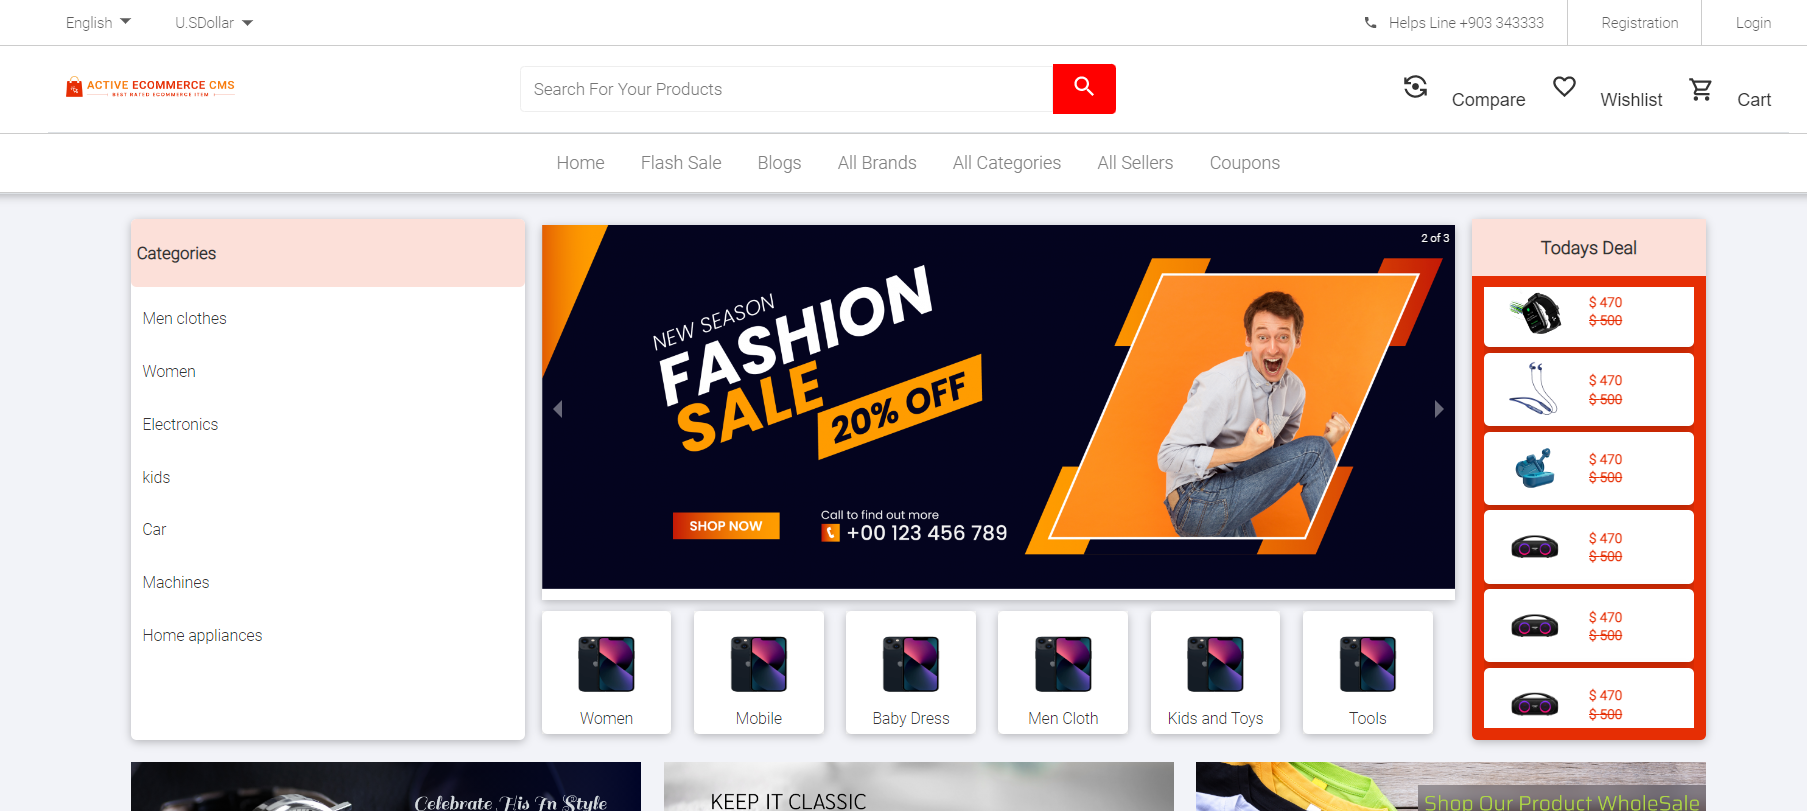 English
U.SDollar
Helps Line +903 343333
Registration
Login
ACTIVE ECOMMERCE CMS
BEST RATED ECOMMERCE ITEM
Search For Your Products
Compare
Wishlist
Cart
Home
Flash Sale
Blogs
All Brands
All Categories
All Sellers
Coupons
Categories
Men clothes
Women
Electronics
kids
Car
Machines
Home appliances
2 of 3
NEW SEASON
FASHION
SALE
20% OFF
SHOP NOW
Call to find out more
+00 123 456 789
Women
Mobile
Baby Dress
Men Cloth
Kids and Toys
Tools
Todays Deal
$ 470
$ 500
$ 470
$ 500
$ 470
$ 500
$ 470
$ 500
$ 470
$ 500
$ 470
$ 500
Celebrate His In Style
KEEP IT CLASSIC
Shop Our Product WholeSale